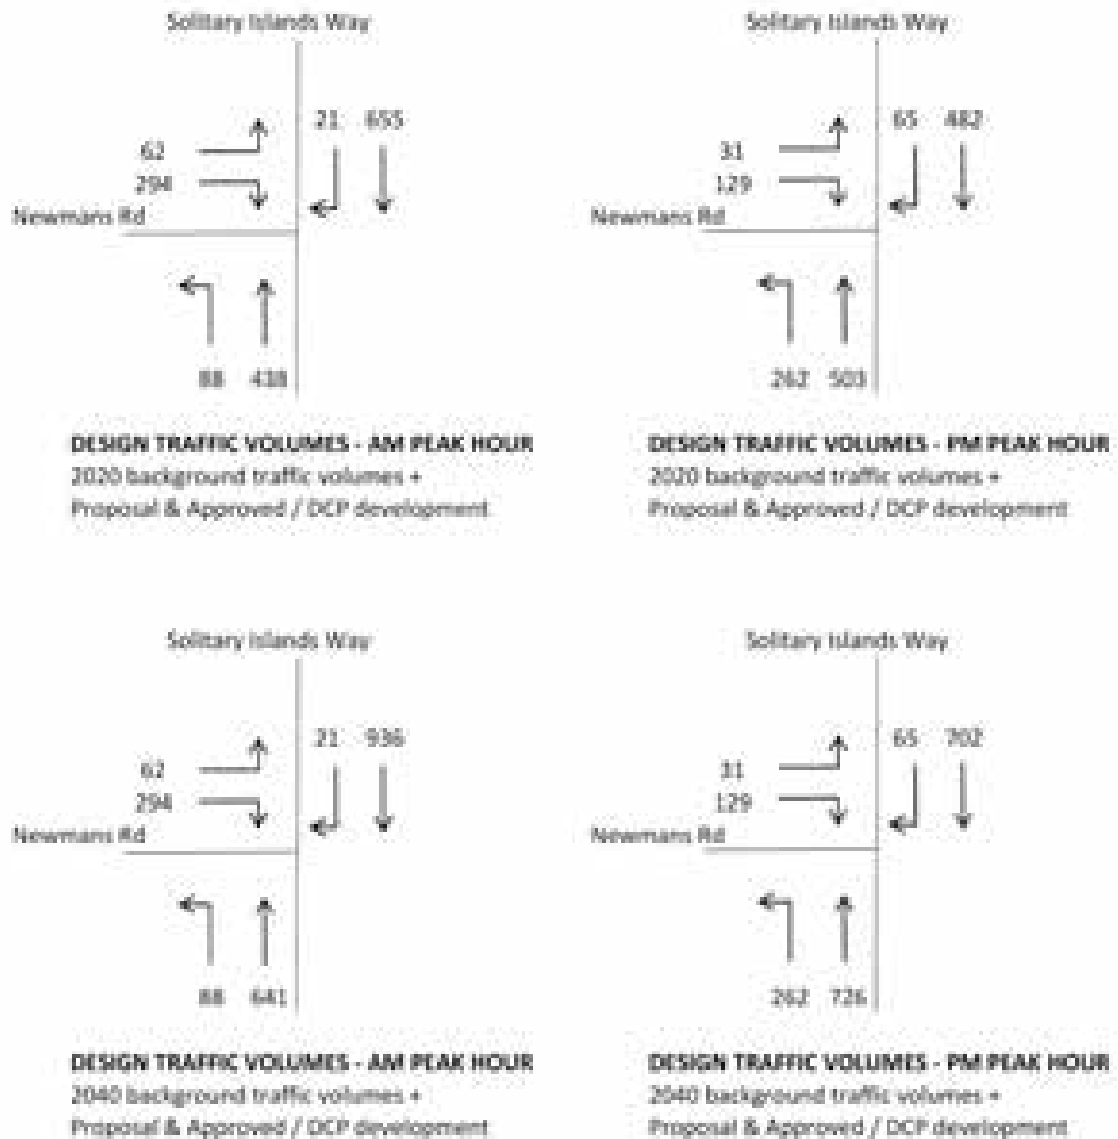 Solitary Islands Way
21 655
62
294
Newmans Rd
88 438
DESIGN TRAFFIC VOLUMES - AM PEAK HOUR
2020 background traffic volumes +
Proposal & Approved / DCP development
Solitary Islands Way
65 482
31
129
Newmans Rd
262 503
DESIGN TRAFFIC VOLUMES - PM PEAK HOUR
2020 background traffic volumes +
Proposal & Approved / DCP development
Solitary Islands Way
21 936
62
294
Newmans Rd
88 641
DESIGN TRAFFIC VOLUMES - AM PEAK HOUR
2040 background traffic volumes +
Proposal & Approved / DCP development
Solitary Islands Way
65 702
31
129
Newmans Rd
262 726
DESIGN TRAFFIC VOLUMES - PM PEAK HOUR
2040 background traffic volumes +
Proposal & Approved / DCP development